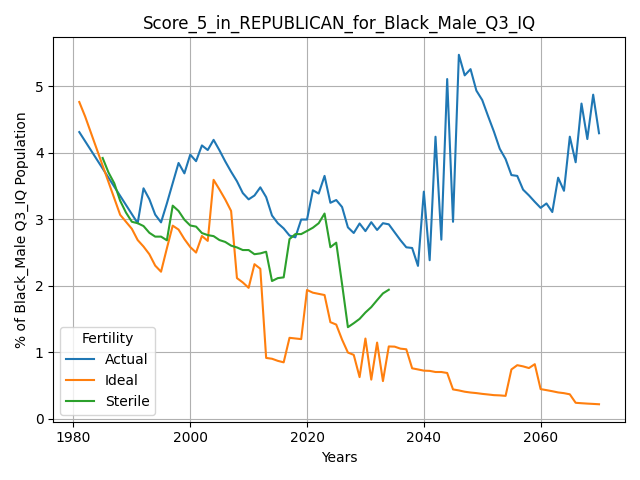 Score_5_in_REPUBLICAN_for_Black_Male_Q3_IQ
% of Black_Male Q3_IQ Population
5
4
3
2
1
0
Fertility
Actual
Ideal
Sterile
1980 2000 2020 2040 2060
Years